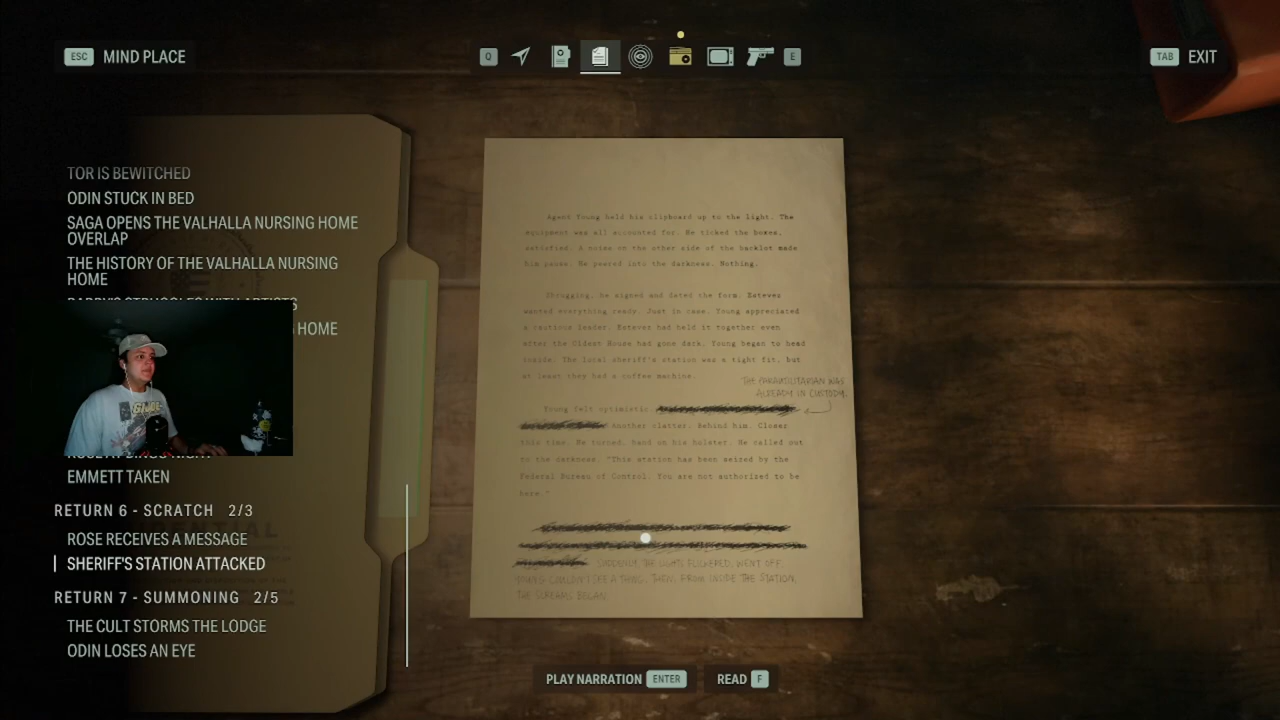 ESC MIND PLACE
Q
E
TAB EXIT
TOR IS BEWITCHED
ODIN STUCK IN BED
SAGA OPENS THE VALHALLA NURSING HOME
OVERLAP
THE HISTORY OF THE VALHALLA NURSING
HOME
HOME
EMMETT TAKEN
RETURN 6 - SCRATCH 2/3
ROSE RECEIVES A MESSAGE
SHERIFF'S STATION ATTACKED
RETURN 7 - SUMMONING 2/5
THE CULT STORMS THE LODGE
ODIN LOSES AN EYE
Agent Young held his clipboard up to the light. The
equipment was all accounted for. He ticked the boxes,
satisfied. A noise on the other side of the backlot made
him pause. He peered into the darkness. Nothing.
Shrugging, he signed and dated the form. Estevez
wanted everything ready. Just in case. Young appreciated
a cautious leader. Estevez had held it together even
after the Oldest House had gone dark. Young began to head
inside. The local sheriff's station was a tight fit, but
at least they had a coffee machine.
THE PARAUTILITARIAN WAS
ALREADY IN CUSTODY.
Young felt optimistic.
Another clatter. Behind him. Closer
this time. He turned, hand on his holster. He called out
to the darkness. "This station has been seized by the
Federal Bureau of Control. You are not authorized to be
here."
SUDDENLY, THE LIGHTS FLICKERED, WENT OFF.
YOUNG COULDN'T SEE A THING. THEN, FROM INSIDE THE STATION,
THE SCREAMS BEGAN.
PLAY NARRATION ENTER
READ F